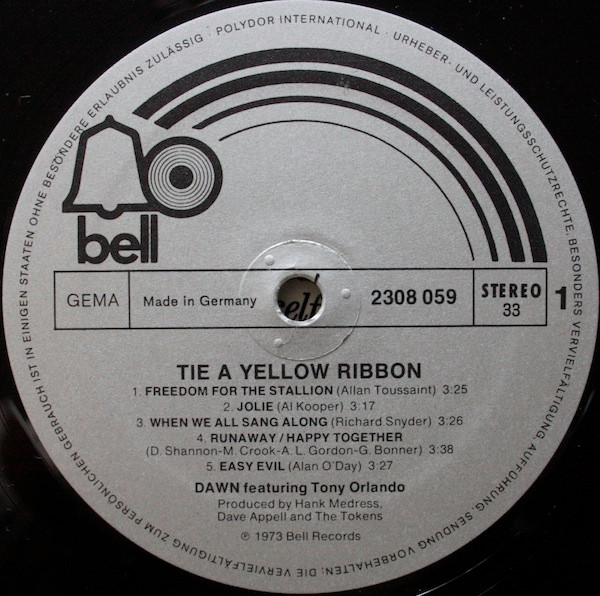 POLYDOR INTERNATIONAL · URHEBER- UND LEISTUNGSSCHUTZRECHTE, BESONDERS VERVIELFÄLTIGUNG, AUFFÜHRUNG, SENDUNG VORBEHALTEN; DIE VERVIELFÄLTIGUNG ZUM PERSÖNLICHEN GEBRAUCH IST IN EINIGEN STAATEN OHNE BESONDERE ERLAUBNIS ZULÄSSIG ·
bell
GEMA
Made in Germany
2308 059
STEREO
33
1
TIE A YELLOW RIBBON
1. FREEDOM FOR THE STALLION (Allan Toussaint) 3:25
2. JOLIE (Al Kooper) 3:17
3. WHEN WE ALL SANG ALONG (Richard Snyder) 3:26
4. RUNAWAY / HAPPY TOGETHER
(D. Shannon-M. Crook-A. L. Gordon-G. Bonner) 3:38
5. EASY EVIL (Alan O'Day) 3:27
DAWN featuring Tony Orlando
Produced by Hank Medress,
Dave Appell and The Tokens
℗ 1973 Bell Records